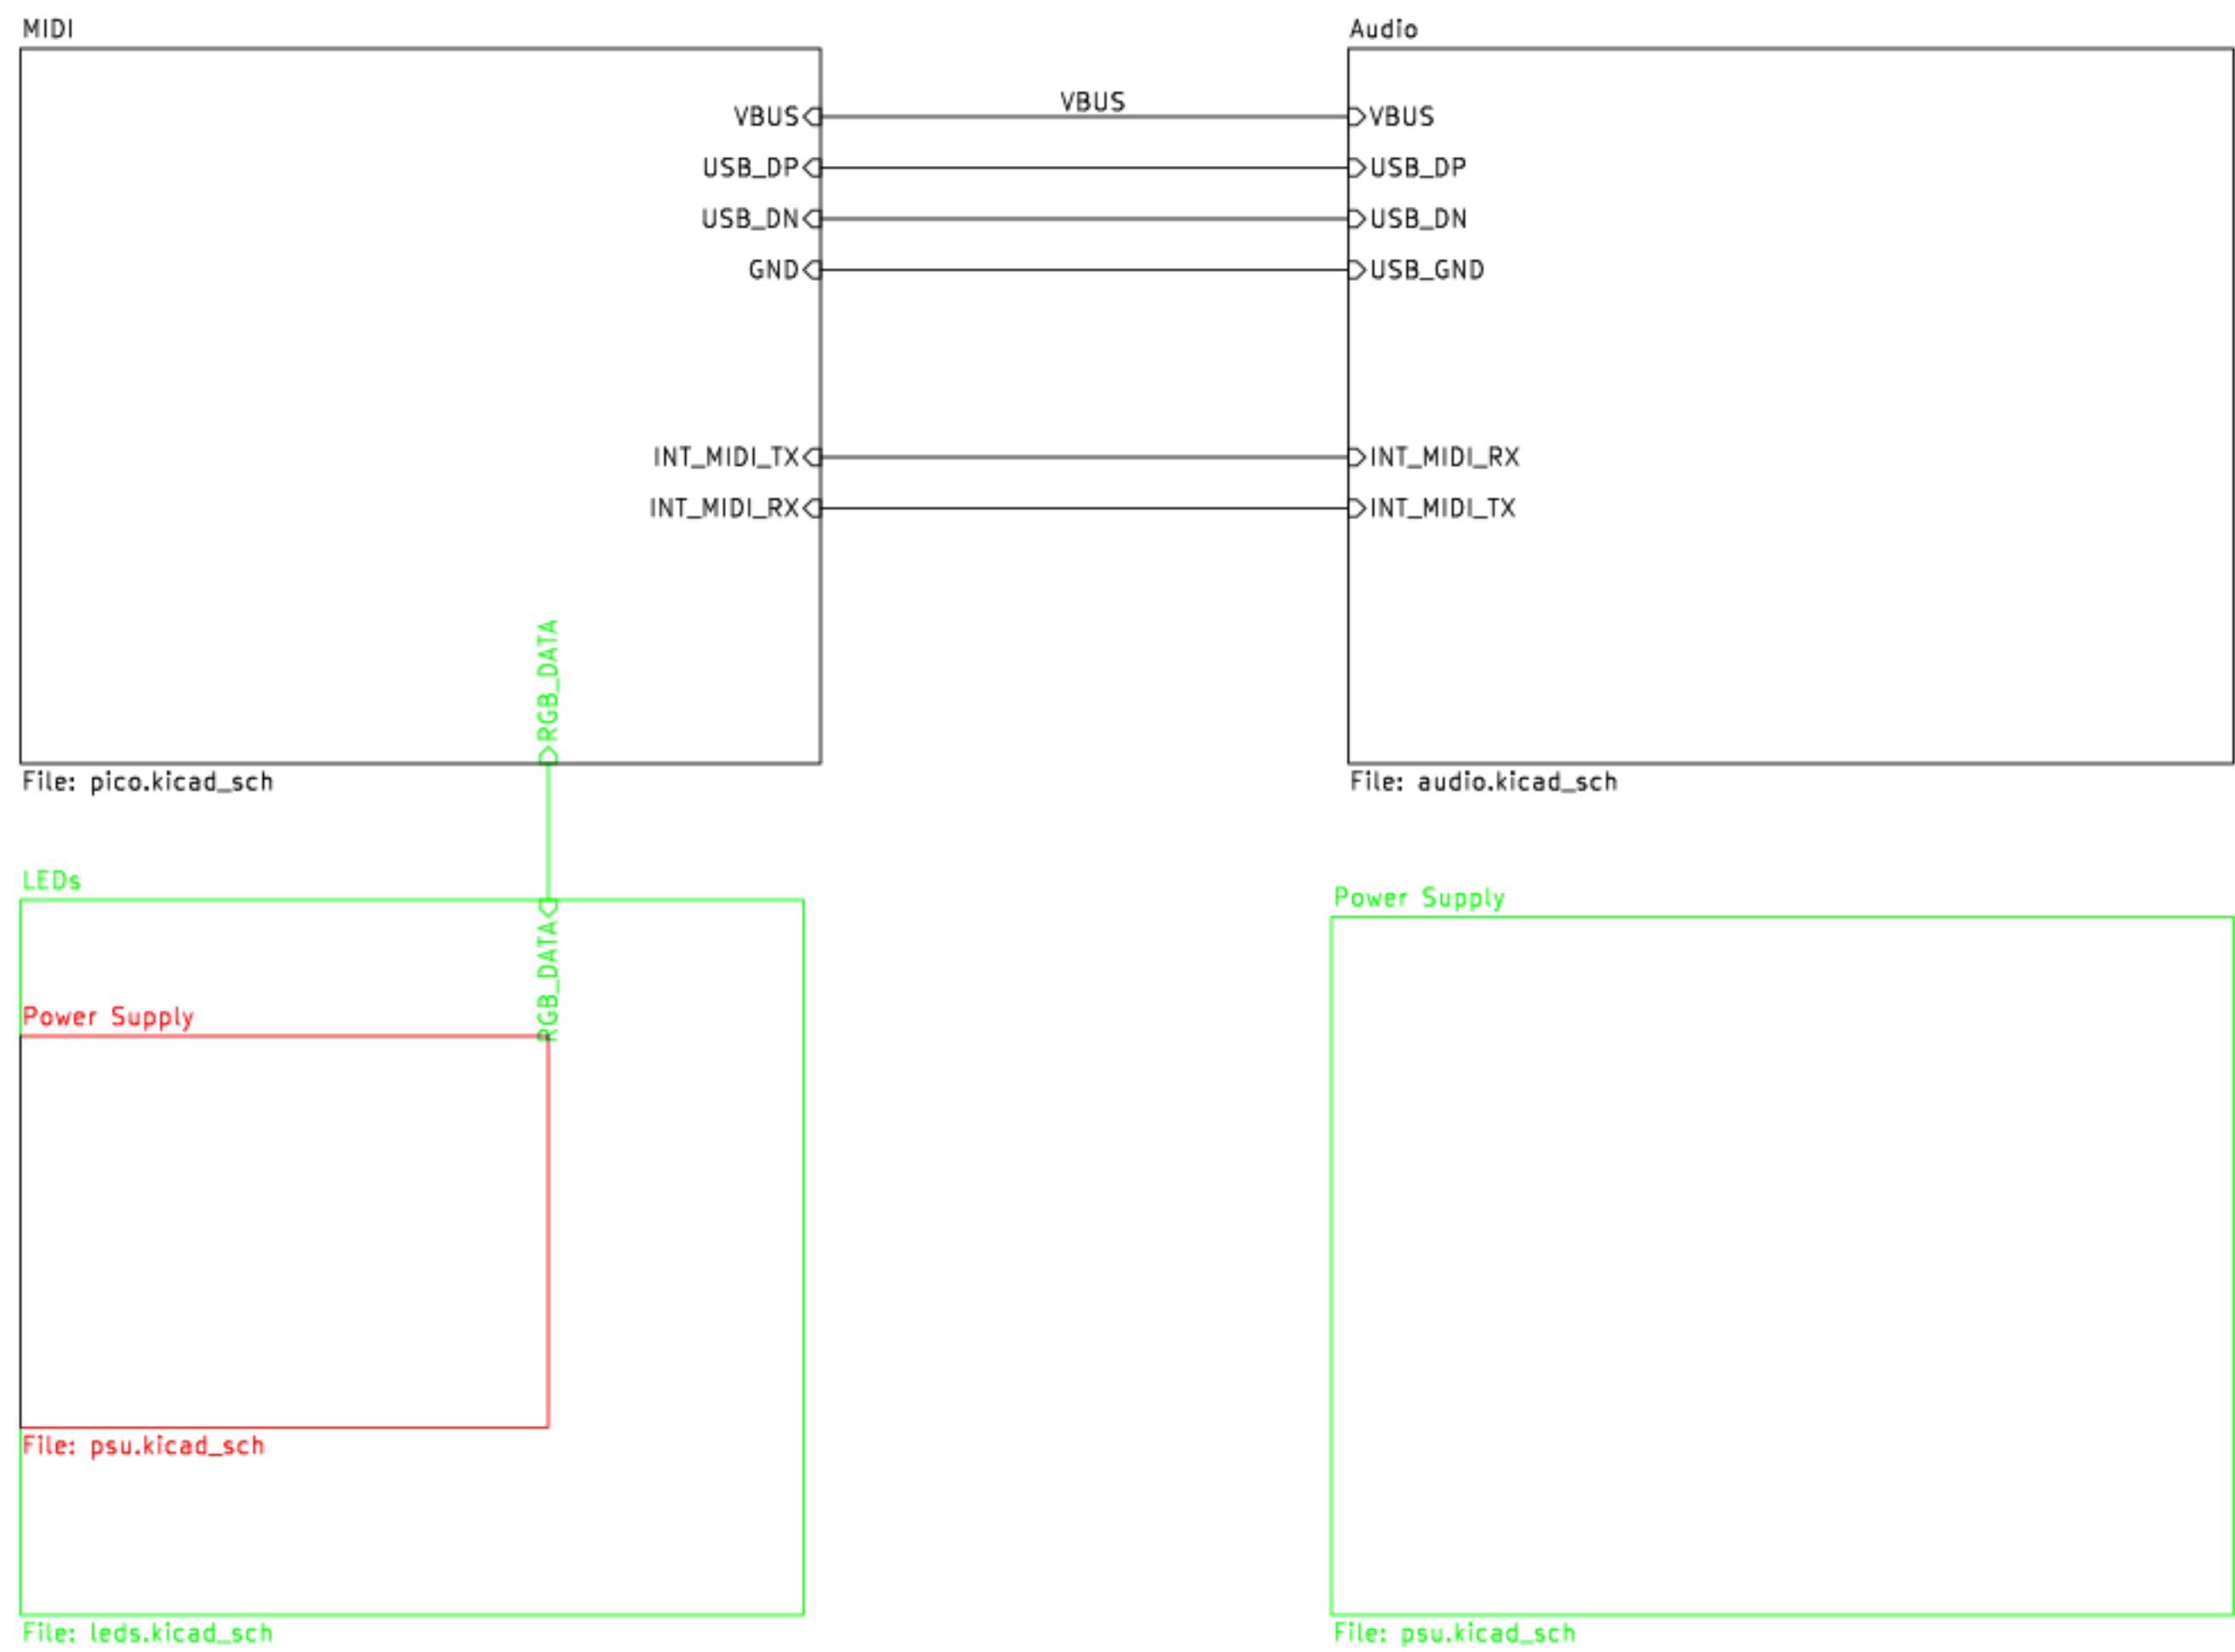 MIDI
Audio
VBUS
VBUS
VBUS
USB_DP
USB_DP
USB_DN
USB_DN
GND
USB_GND
INT_MIDI_TX
INT_MIDI_RX
INT_MIDI_RX
INT_MIDI_TX
RGB_DATA
File: pico.kicad_sch
File: audio.kicad_sch
LEDs
Power Supply
RGB_DATA
Power Supply
File: psu.kicad_sch
File: leds.kicad_sch
File: psu.kicad_sch